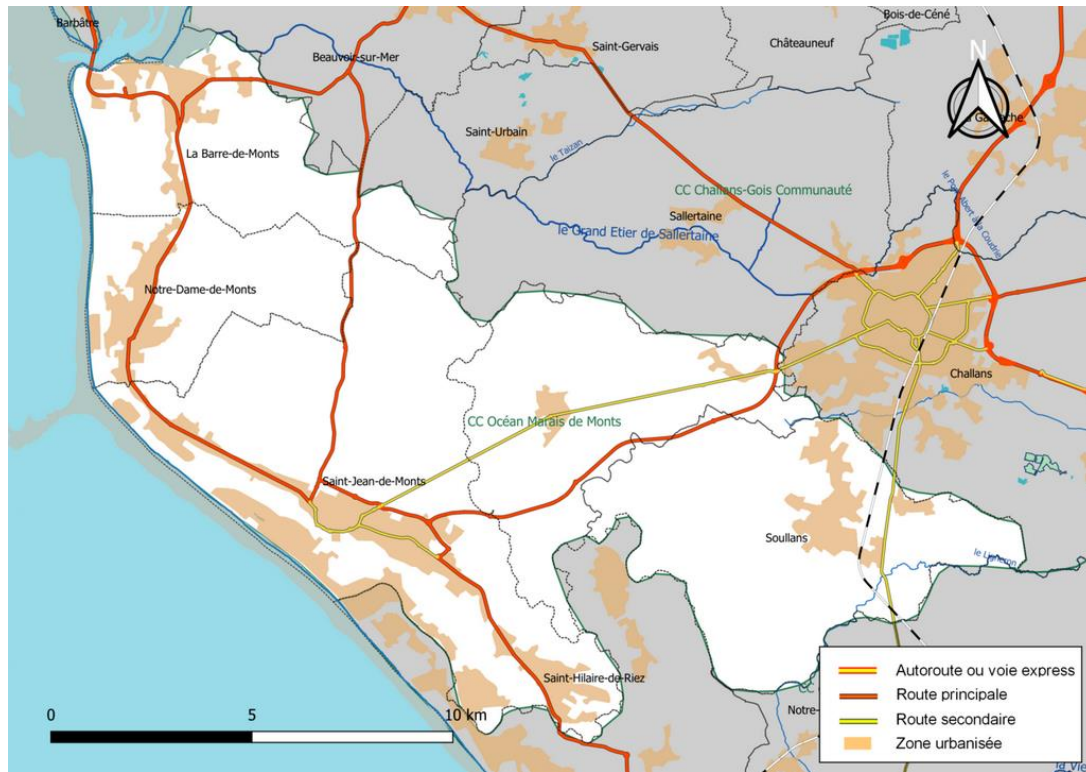 Barbâtre
Bois-de-Céné
Châteauneuf
Saint-Gervais
Beauvoir-sur-Mer
N
Saint-Urbain
le Taizan
La Barre-de-Monts
CC Challans-Gois Communauté
Sallertaine
le Grand Etier de Sallertaine
Notre-Dame-de-Monts
Challans
CC Océan Marais de Monts
Saint-Jean-de-Monts
Soullans
le Ligneron
Saint-Hilaire-de-Riez
0 5 10 km
Autoroute ou voie express
Route principale
Route secondaire
Zone urbanisée